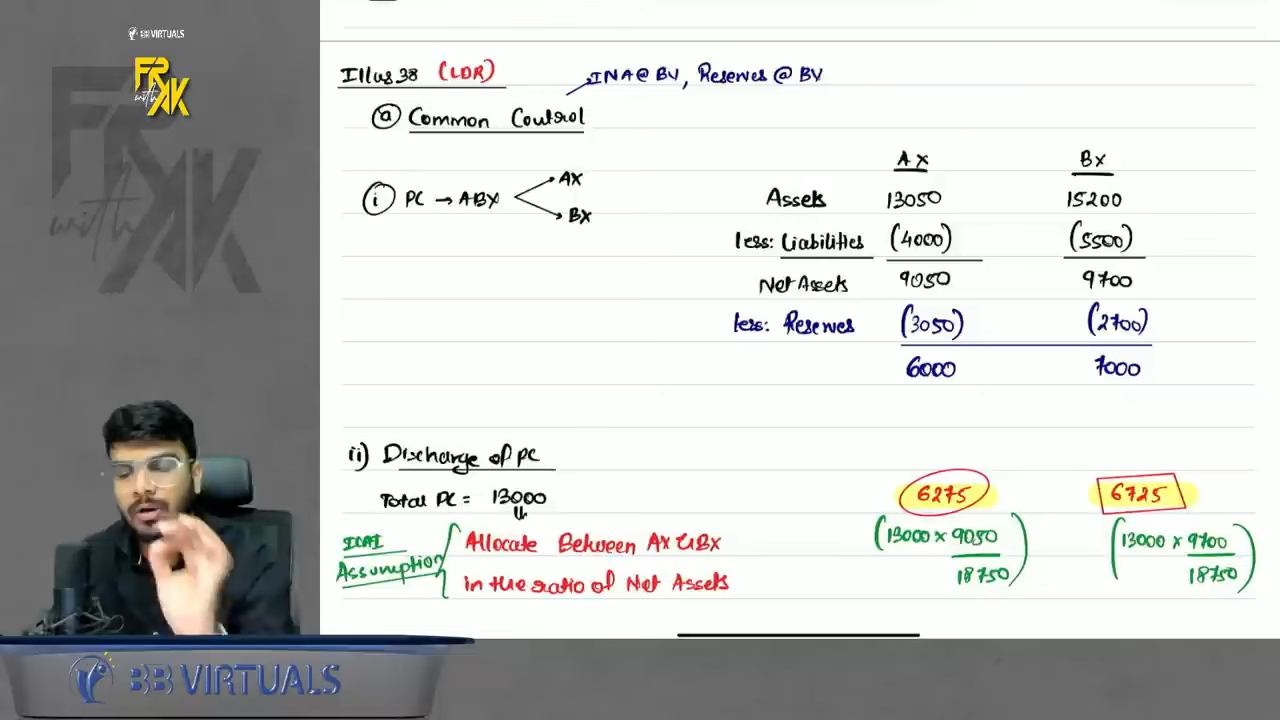 BB VIRTUALS
FR
with
AK
FR
with
AK
Illus 38 (LDR)
INA @ BV, Reserves @ BV
(a) Common Control
AX BX
(i) PC → ABX AX
BX
Assets 13050 15200
less: Liabilities (4000) (5500)
Net Assets 9050 9700
less: Reserves (3050) (2700)
6000 7000
ii) Discharge of PC
Total PC = 13000 6275 6725
ICAI Assumption
Allocate Between AX & BX
in the ratio of Net Assets
(13000 × 9050/18750) (13000 × 9700/18750)
BB VIRTUALS